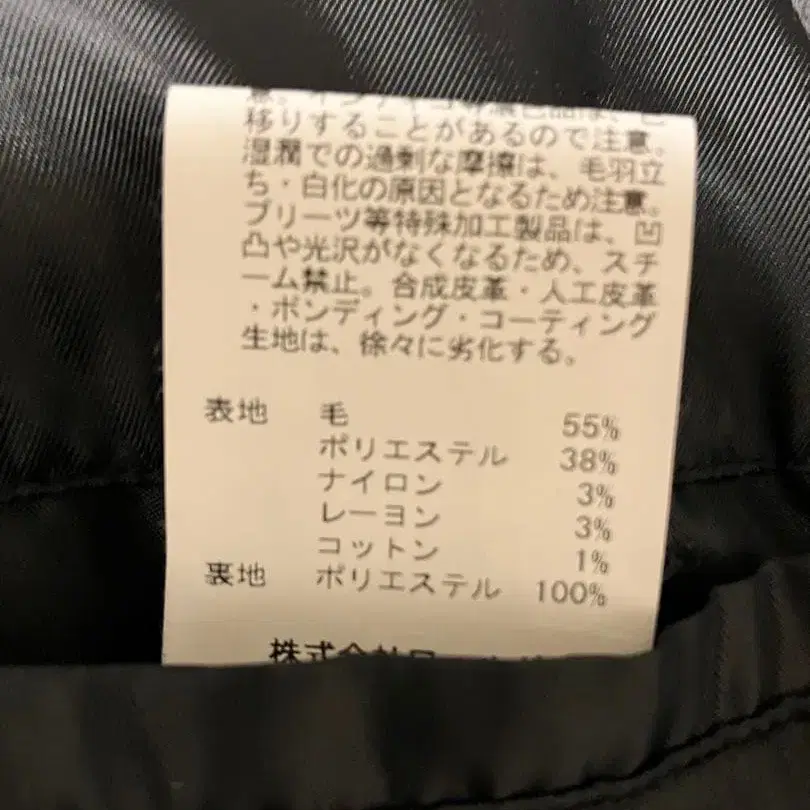 移りすることがあるので注意。
湿潤での過剰な摩擦は、毛羽立
ち・白化の原因となるため注意。
プリーツ等特殊加工製品は、凹
凸や光沢がなくなるため、スチ
ーム禁止。合成皮革・人工皮革
・ボンディング・コーティング
生地は、徐々に劣化する。
表地 毛 55%
ポリエステル 38%
ナイロン 3%
レーヨン 3%
コットン 1%
裏地 ポリエステル 100%
株式会社